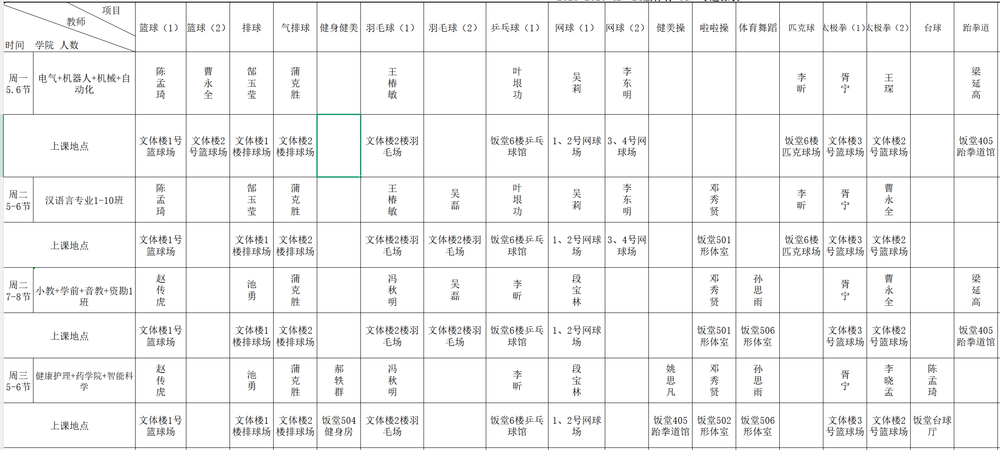 项目
教师
时间 学院 人数
篮球（1） 篮球（2） 排球 气排球 健身健美 羽毛球（1） 羽毛球（2） 乒乓球（1） 网球（1） 网球（2） 健美操 啦啦操 体育舞蹈 匹克球 太极拳（1） 太极拳（2） 台球 跆拳道
周一5.6节 电气+机器人+机械+自动化 陈孟琦 曹永全 郜玉莹 蒲克胜 王椿敏 叶垠功 吴莉 李东明 李昕 胥宁 王琛 梁延高
上课地点 文体楼1号篮球场 文体楼2号篮球场 文体楼1楼排球场 文体楼2楼排球场 文体楼2楼羽毛场 饭堂6楼乒乓球馆 1、2号网球场 3、4号网球场 饭堂6楼匹克球场 文体楼3号篮球场 文体楼2号篮球场 饭堂405跆拳道馆
周二5-6节 汉语言专业1-10班 陈孟琦 郜玉莹 蒲克胜 王椿敏 吴磊 叶垠功 吴莉 李东明 邓秀贤 李昕 胥宁 曹永全
上课地点 文体楼1号篮球场 文体楼1楼排球场 文体楼2楼排球场 文体楼2楼羽毛场 文体楼2楼羽毛场 饭堂6楼乒乓球馆 1、2号网球场 3、4号网球场 饭堂501形体室 饭堂6楼匹克球场 文体楼3号篮球场 文体楼2号篮球场
周二7-8节 小教+学前+音教+资勘1班 赵传虎 池勇 蒲克胜 冯秋明 吴磊 李昕 段宝林 邓秀贤 孙思雨 胥宁 曹永全 梁延高
上课地点 文体楼1号篮球场 文体楼1楼排球场 文体楼2楼排球场 文体楼2楼羽毛场 文体楼2楼羽毛场 饭堂6楼乒乓球馆 1、2号网球场 饭堂501形体室 饭堂506形体室 文体楼3号篮球场 文体楼2号篮球场 饭堂405跆拳道馆
周三5-6节 健康护理+药学院+智能科学 赵传虎 池勇 蒲克胜 郝轶群 冯秋明 李昕 段宝林 姚思凡 邓秀贤 孙思雨 胥宁 李晓孟 陈孟琦
上课地点 文体楼1号篮球场 文体楼1楼排球场 文体楼2楼排球场 饭堂504健身房 文体楼2楼羽毛场 饭堂6楼乒乓球馆 1、2号网球场 饭堂405跆拳道馆 饭堂502形体室 饭堂506形体室 文体楼3号篮球场 文体楼2号篮球场 饭堂台球厅